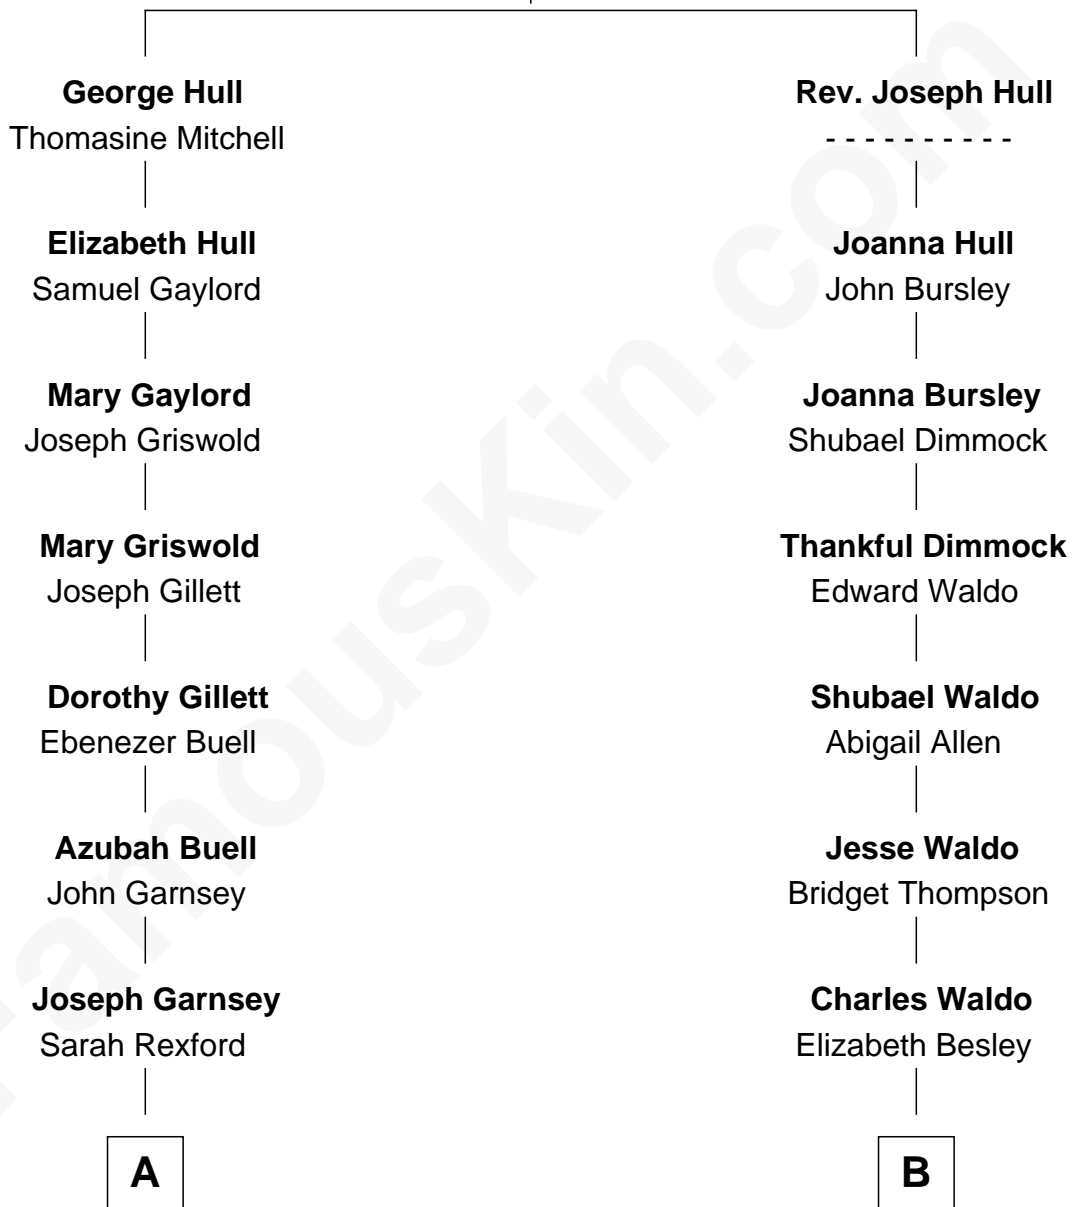 George Hull
Thomasine Mitchell
Rev. Joseph Hull
- - - - - - - - - -
Elizabeth Hull
Samuel Gaylord
Joanna Hull
John Bursley
Mary Gaylord
Joseph Griswold
Joanna Bursley
Shubael Dimmock
Mary Griswold
Joseph Gillett
Thankful Dimmock
Edward Waldo
Dorothy Gillett
Ebenezer Buell
Shubael Waldo
Abigail Allen
Azubah Buell
John Garnsey
Jesse Waldo
Bridget Thompson
Joseph Garnsey
Sarah Rexford
Charles Waldo
Elizabeth Besley
A
B
FamousKin.com